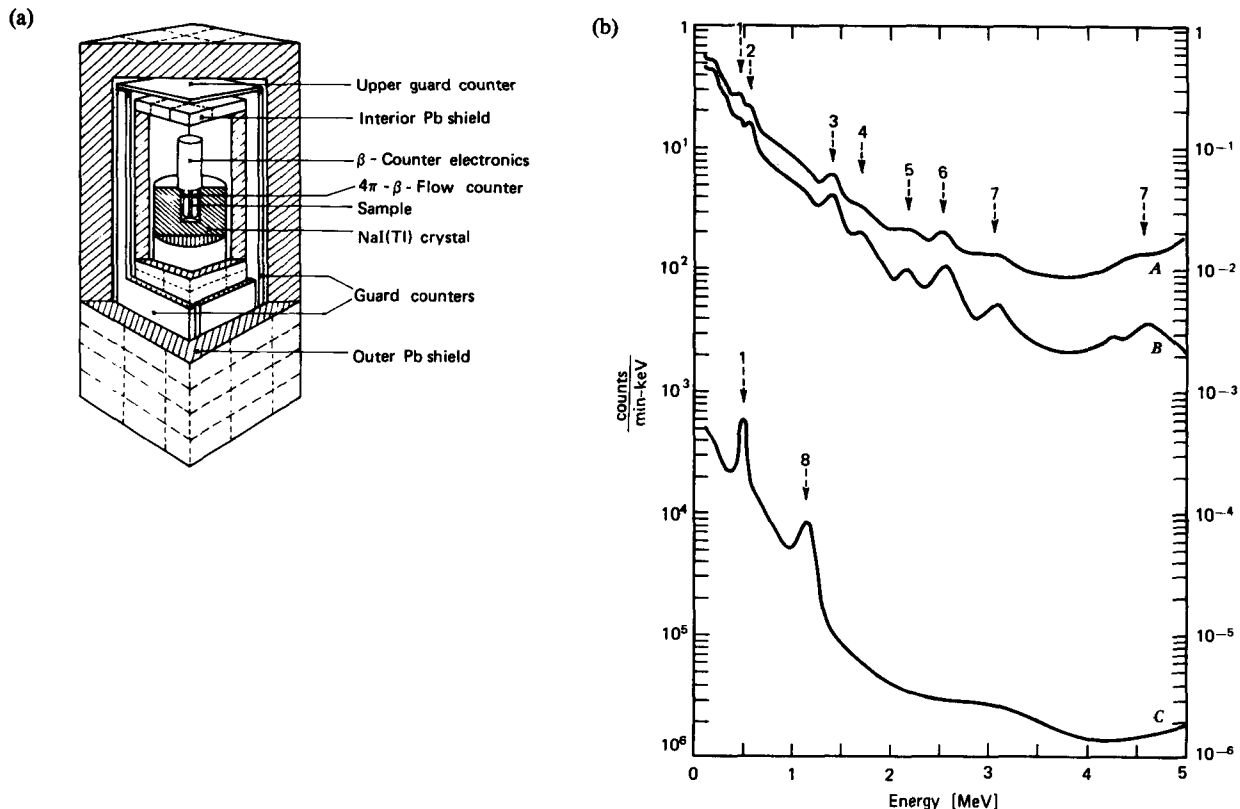 (a)
Upper guard counter
Interior Pb shield
β - Counter electronics
4π - β - Flow counter
Sample
NaI(Tl) crystal
Guard counters
Outer Pb shield
(b)
1
10¹
10²
10³
10⁴
10⁵
10⁶
counts
min-keV
1
2
3
4
5
6
7
7
A
B
1
8
C
1
10⁻¹
10⁻²
10⁻³
10⁻⁴
10⁻⁵
10⁻⁶
0
1
2
3
4
5
Energy [MeV]